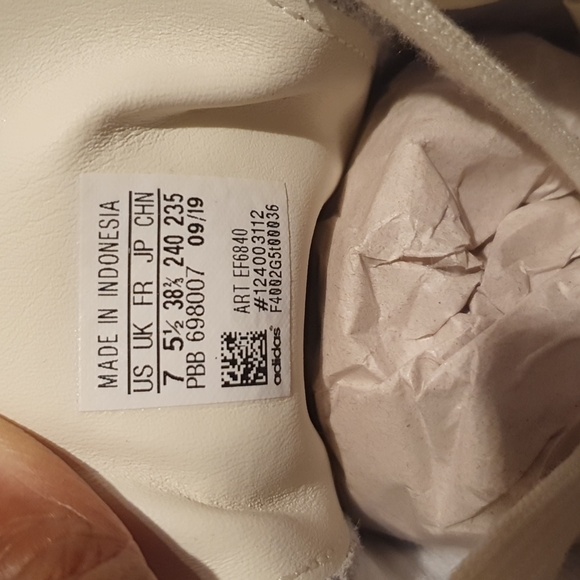 MADE IN INDONESIA
US UK FR JP CHN
7 5½ 38⅔ 240 235
PBB 698007 09/19
ART EF6840
#124003112
adidas® F4002G5t00036